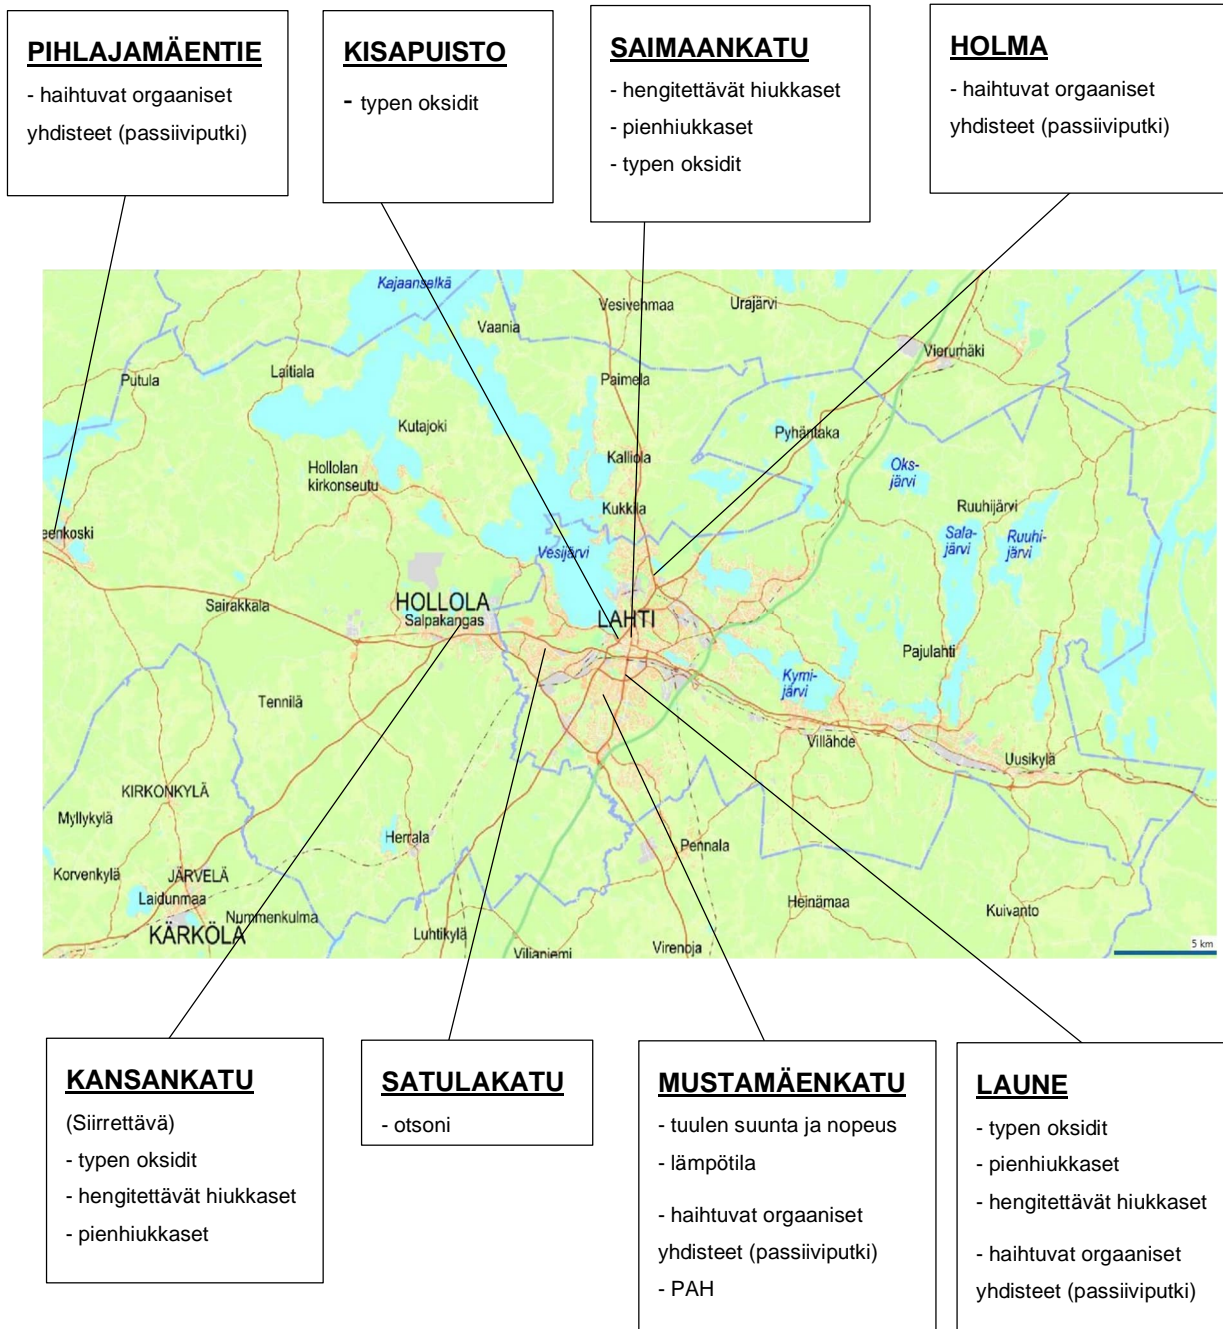 PIHLAJAMÄENTIE
- haihtuvat orgaaniset
yhdisteet (passiiviputki)
KISAPUISTO
- typen oksidit
SAIMAANKATU
- hengitettävät hiukkaset
- pienhiukkaset
- typen oksidit
HOLMA
- haihtuvat orgaaniset
yhdisteet (passiiviputki)
Kajaanselkä
Vesivehmaa
Urajärvi
Vaania
Vierumäki
Putula
Laitiala
Paimela
Kutajoki
Pyhäntaka
Kalliola
Hollolan
kirkonseutu
Oks-
järvi
Kukkila
Ruuhijärvi
eenkoski
Vesijärvi
Sala-
järvi
Ruuhi-
järvi
Sairakkala
HOLLOLA
Salpakangas
LAHTI
Pajulahti
Kymi-
järvi
Tennilä
Villähde
Uusikylä
KIRKONKYLÄ
Myllykylä
Herrala
Pennala
Korvenkylä
JÄRVELÄ
Laidunmaa
Nummenkulma
KÄRKÖLÄ
Heinämaa
Kuivanto
Luhtikylä
Viljaniemi
Virenoja
5 km
KANSANKATU
(Siirrettävä)
- typen oksidit
- hengitettävät hiukkaset
- pienhiukkaset
SATULAKATU
- otsoni
MUSTAMÄENKATU
- tuulen suunta ja nopeus
- lämpötila
- haihtuvat orgaaniset
yhdisteet (passiiviputki)
- PAH
LAUNE
- typen oksidit
- pienhiukkaset
- hengitettävät hiukkaset
- haihtuvat orgaaniset
yhdisteet (passiiviputki)